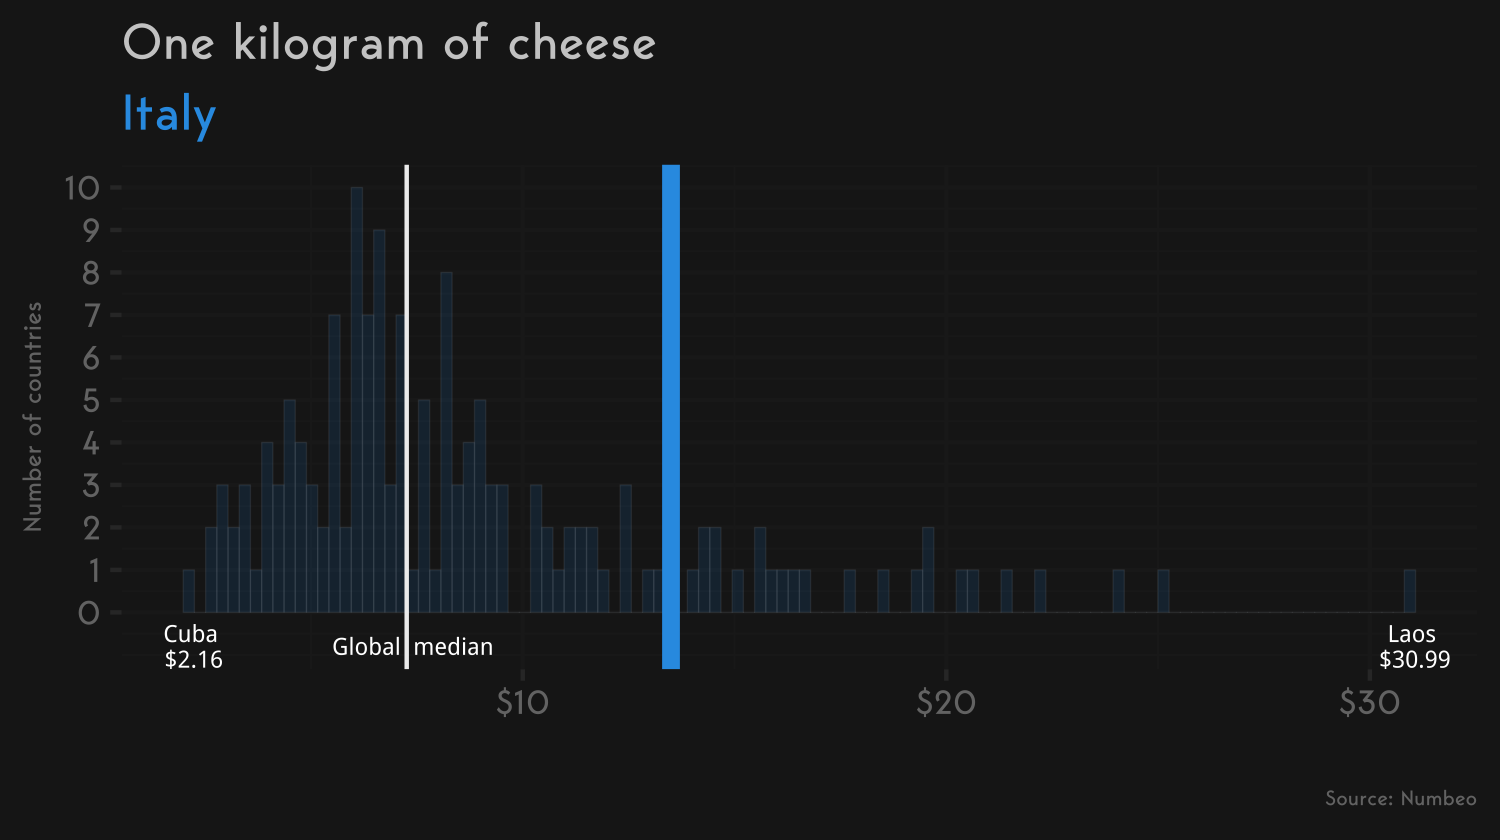 One kilogram of cheese
Italy
Number of countries
10
9
8
7
6
5
4
3
2
1
0
Cuba
$2.16
Global median
Laos
$30.99
$10 $20 $30
Source: Numbeo